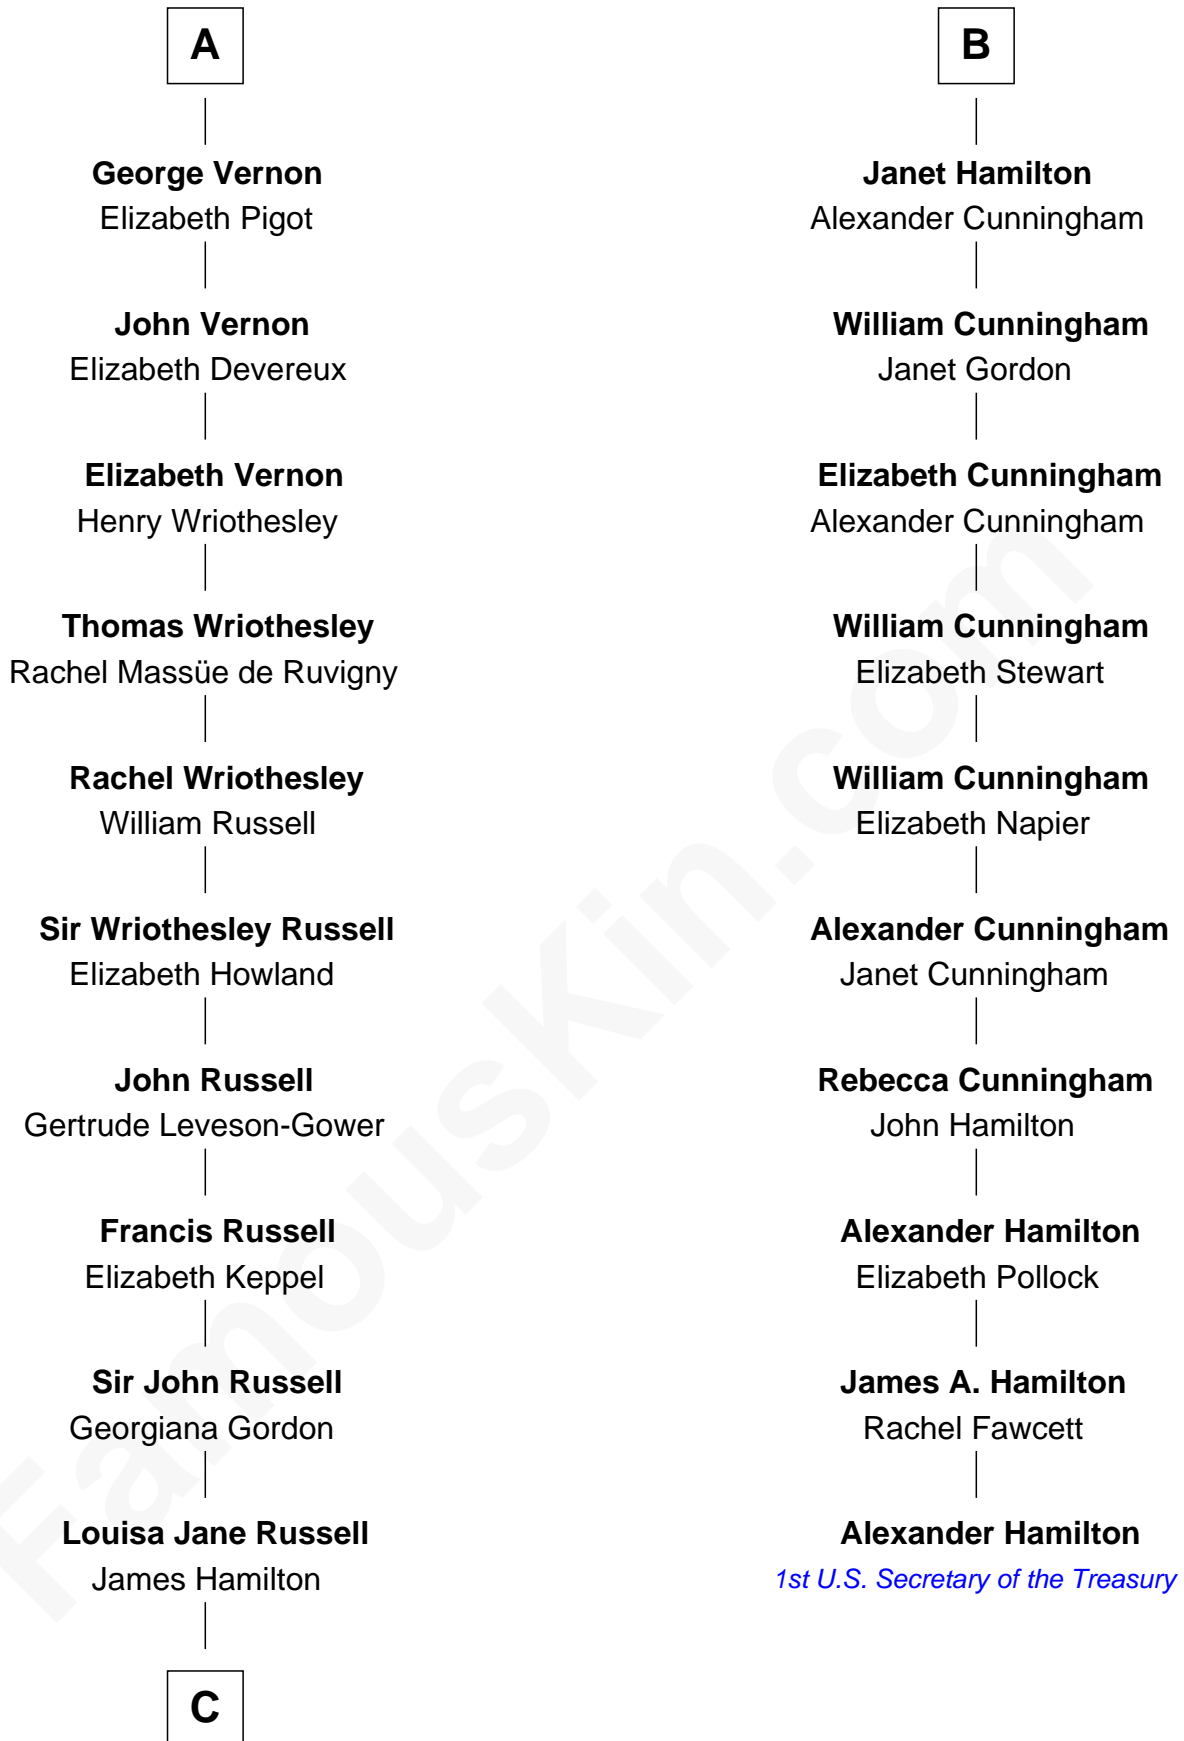 A
George Vernon
Elizabeth Pigot
John Vernon
Elizabeth Devereux
Elizabeth Vernon
Henry Wriothesley
Thomas Wriothesley
Rachel Massüe de Ruvigny
Rachel Wriothesley
William Russell
Sir Wriothesley Russell
Elizabeth Howland
John Russell
Gertrude Leveson-Gower
Francis Russell
Elizabeth Keppel
Sir John Russell
Georgiana Gordon
Louisa Jane Russell
James Hamilton
C
B
Janet Hamilton
Alexander Cunningham
William Cunningham
Janet Gordon
Elizabeth Cunningham
Alexander Cunningham
William Cunningham
Elizabeth Stewart
William Cunningham
Elizabeth Napier
Alexander Cunningham
Janet Cunningham
Rebecca Cunningham
John Hamilton
Alexander Hamilton
Elizabeth Pollock
James A. Hamilton
Rachel Fawcett
Alexander Hamilton
1st U.S. Secretary of the Treasury
FamousKin.com